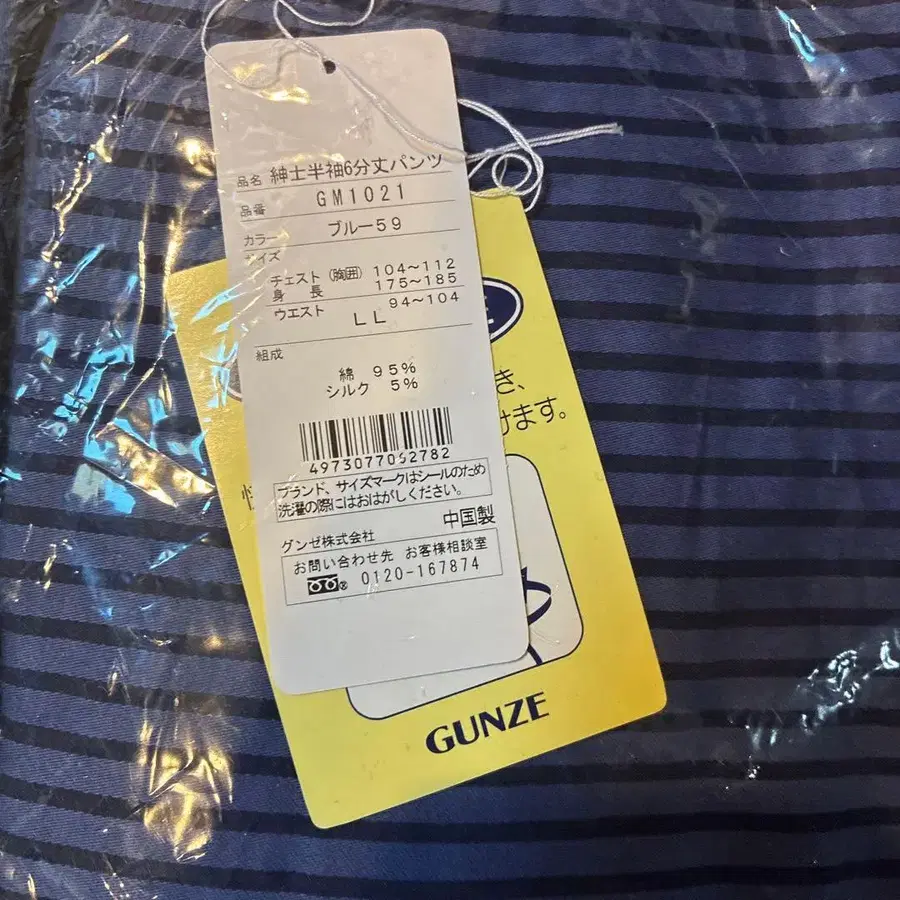 品名 紳士半袖6分丈パンツ
品番 GM1021
カラー ブルー59
サイズ
チェスト(胸囲) 104~112
身長 175~185
ウエスト 94~104
LL
組成
綿 95%
シルク 5%
4973077062782
ブランド、サイズマークはシールのため
洗濯の際にはおはがしください。
中国製
グンゼ株式会社
お問い合わせ先 お客様相談室
0120-167874
き、
けます。
GUNZE